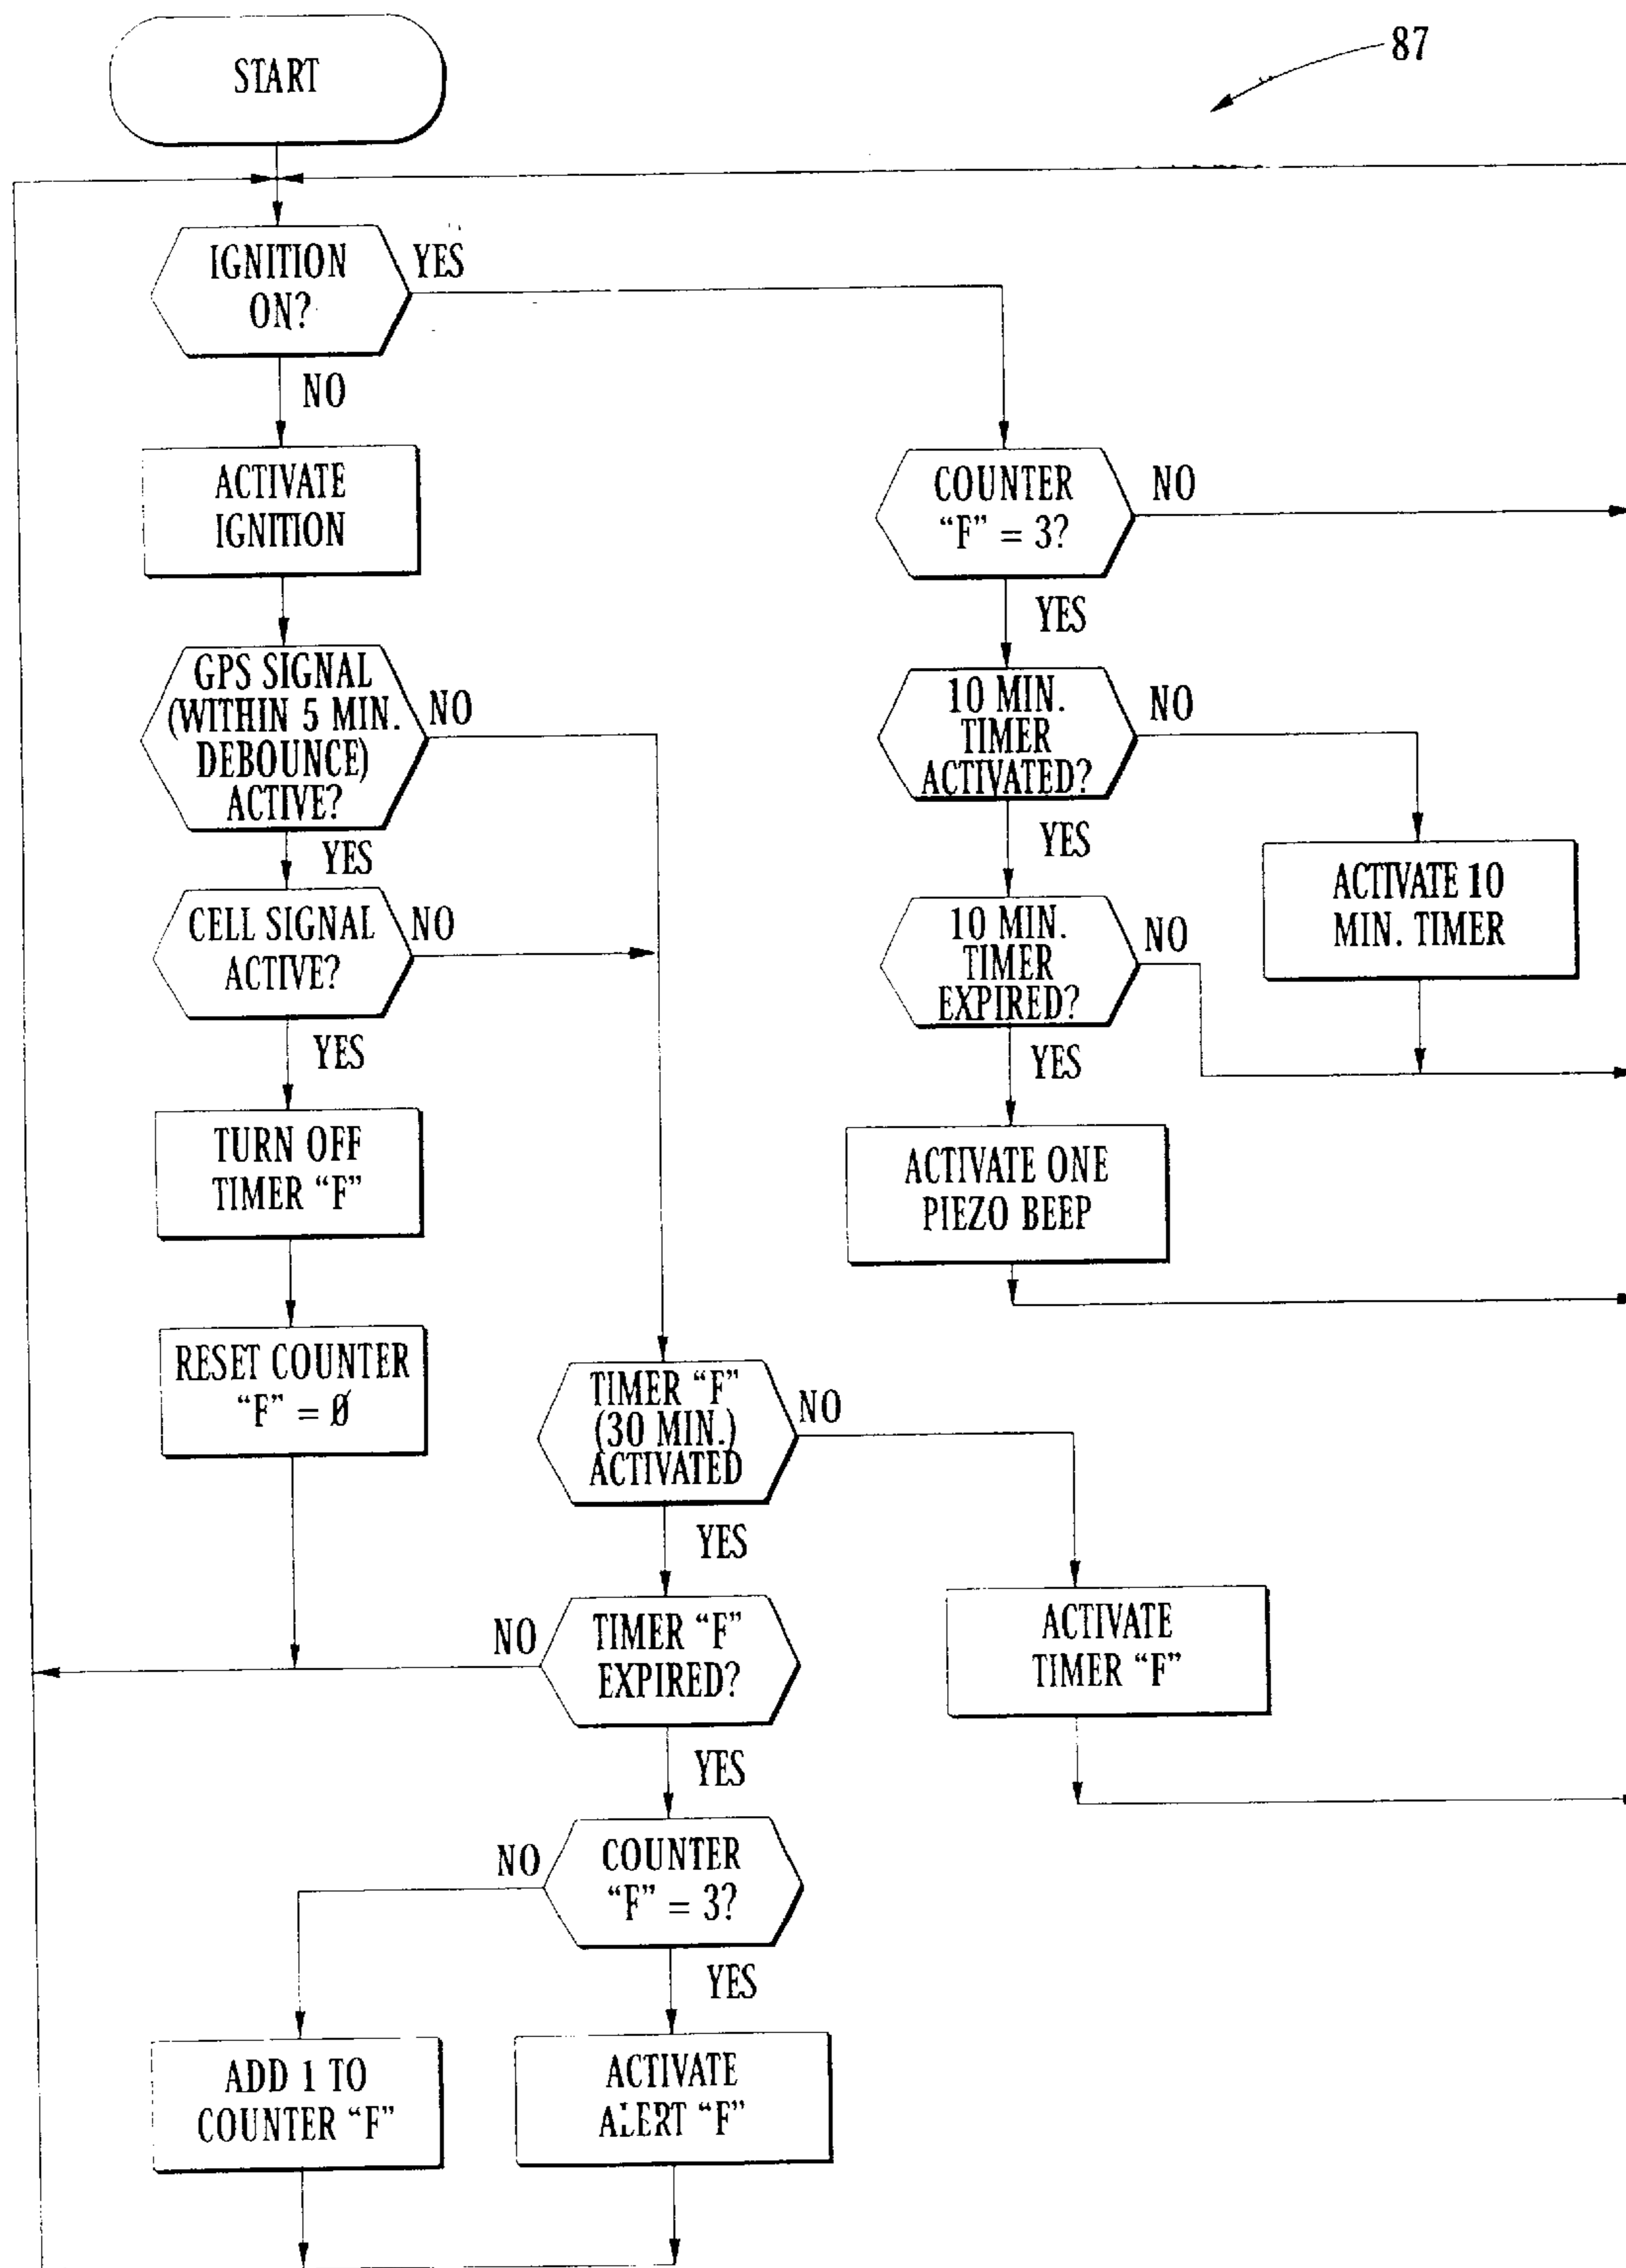 START
87
IGNITION
ON?
YES
NO
ACTIVATE
IGNITION
COUNTER
“F” = 3?
NO
YES
GPS SIGNAL
(WITHIN 5 MIN.
DEBOUNCE)
ACTIVE?
NO
YES
10 MIN.
TIMER
ACTIVATED?
NO
YES
ACTIVATE 10
MIN. TIMER
CELL SIGNAL
ACTIVE?
NO
YES
10 MIN.
TIMER
EXPIRED?
NO
YES
TURN OFF
TIMER “F”
ACTIVATE ONE
PIEZO BEEP
RESET COUNTER
“F” = Ø
TIMER “F”
(30 MIN.)
ACTIVATED
NO
YES
TIMER “F”
EXPIRED?
NO
YES
ACTIVATE
TIMER “F”
COUNTER
“F” = 3?
NO
YES
ADD 1 TO
COUNTER “F”
ACTIVATE
ALERT “F”